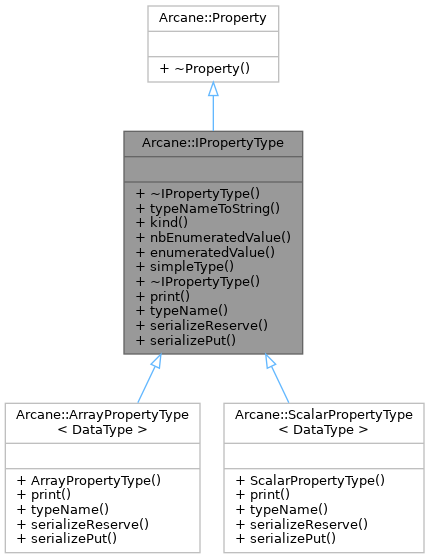 Arcane::Property
+ ~Property()
Arcane::IPropertyType
+ ~IPropertyType()
+ typeNameToString()
+ kind()
+ nbEnumeratedValue()
+ enumeratedValue()
+ simpleType()
+ ~IPropertyType()
+ print()
+ typeName()
+ serializeReserve()
+ serializePut()
Arcane::ArrayPropertyType
< DataType >
+ ArrayPropertyType()
+ print()
+ typeName()
+ serializeReserve()
+ serializePut()
Arcane::ScalarPropertyType
< DataType >
+ ScalarPropertyType()
+ print()
+ typeName()
+ serializeReserve()
+ serializePut()